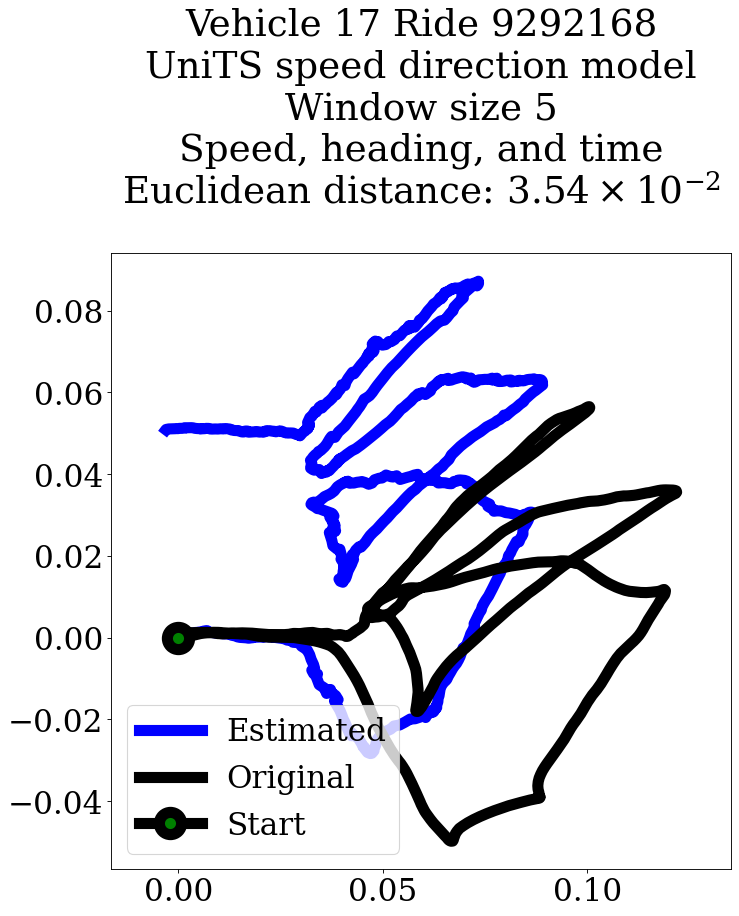 Vehicle 17 Ride 9292168
UniTS speed direction model
Window size 5
Speed, heading, and time
Euclidean distance: 3.54 × 10⁻²
0.08
0.06
0.04
0.02
0.00
−0.02
−0.04
Estimated
Original
Start
0.00 0.05 0.10